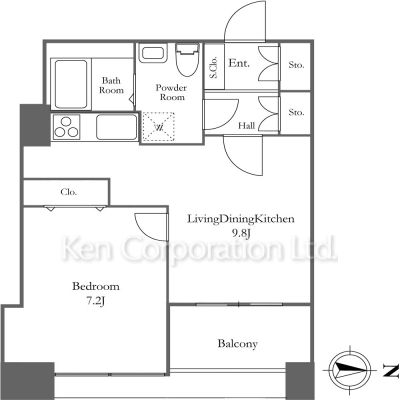 Bath
Room
Powder
Room
S.Clo.
Ent.
Sto.
W
Hall
Sto.
Clo.
LivingDiningKitchen
9.8J
Ken Corporation Ltd.
Bedroom
7.2J
Balcony
N